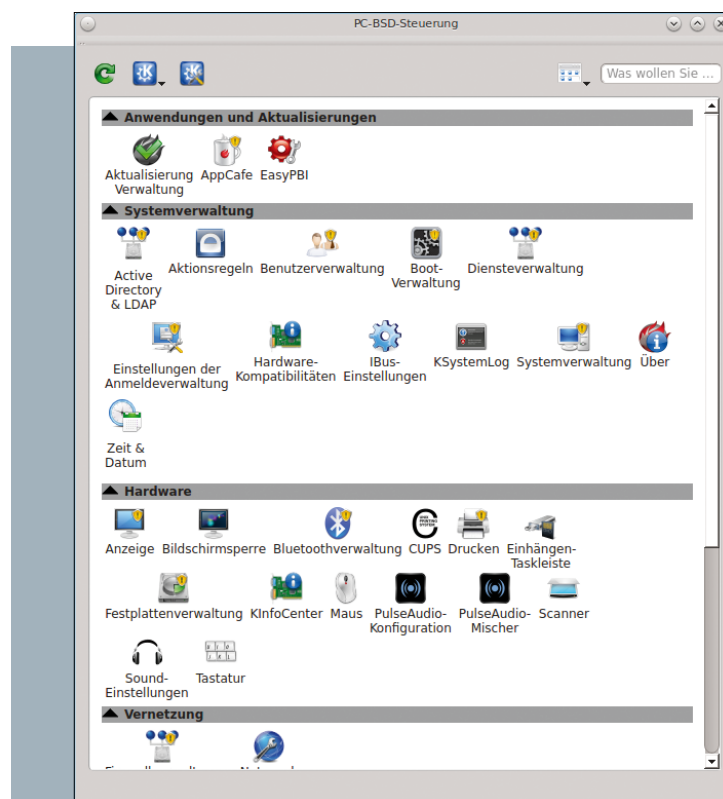 PC-BSD-Steuerung
Was wollen Sie ...
Anwendungen und Aktualisierungen
Aktualisierung AppCafe EasyPBI
Verwaltung
Systemverwaltung
Active Aktionsregeln Benutzerverwaltung Boot- Diensteverwaltung
Directory Verwaltung
& LDAP
Einstellungen der Hardware- IBus- KSystemLog Systemverwaltung Über
Anmeldeverwaltung Kompatibilitäten Einstellungen
Zeit &
Datum
Hardware
Anzeige Bildschirmsperre Bluetoothverwaltung CUPS Drucken Einhängen-
Taskleiste
Festplattenverwaltung KInfoCenter Maus PulseAudio- PulseAudio- Scanner
Konfiguration Mischer
Sound- Tastatur
Einstellungen
Vernetzung